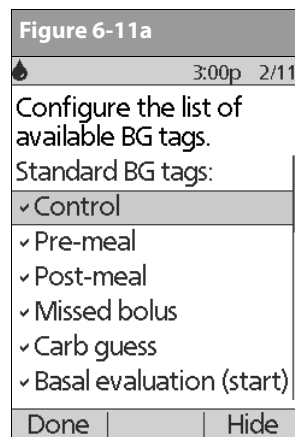 Figure 6-11a
3:00p 2/11
Configure the list of
available BG tags.
Standard BG tags:
Control
Pre-meal
Post-meal
Missed bolus
Carb guess
Basal evaluation (start)
Done Hide